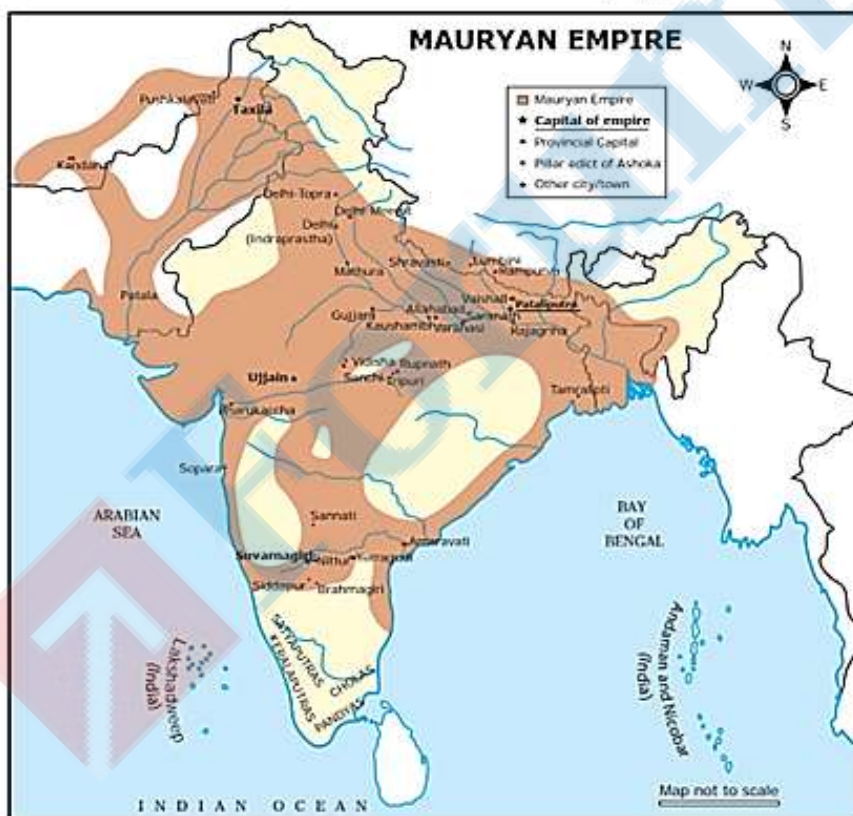 MAURYAN EMPIRE
N
W E
S
Mauryan Empire
Capital of empire
Provincial Capital
Pillar edict of Ashoka
Other city/town
Pushkalavati
Taxila
Kandahar
Delhi-Topra
Delhi-Meerut
Delhi
(Indraprastha)
Mathura
Shravasti
Lumbini
Rampurva
Patala
Vaishali
Pataliputra
Gujjara
Allahabad
Sarnath
Kaushambi
Varanasi
Rajagriha
Vidisha
Rupnath
Ujjain
Sanchi
Tripuri
Tamralipti
Bharukaccha
Sopara
ARABIAN
SEA
BAY
OF
BENGAL
Sannati
Amaravati
Suvarnagiri
Nittur
Siddapur
Brahmagiri
SATYAPUTRAS
KERALAPUTRAS
CHOLAS
PANDYAS
Lakshadweep
(India)
Andaman and Nicobar
(India)
Map not to scale
INDIAN OCEAN